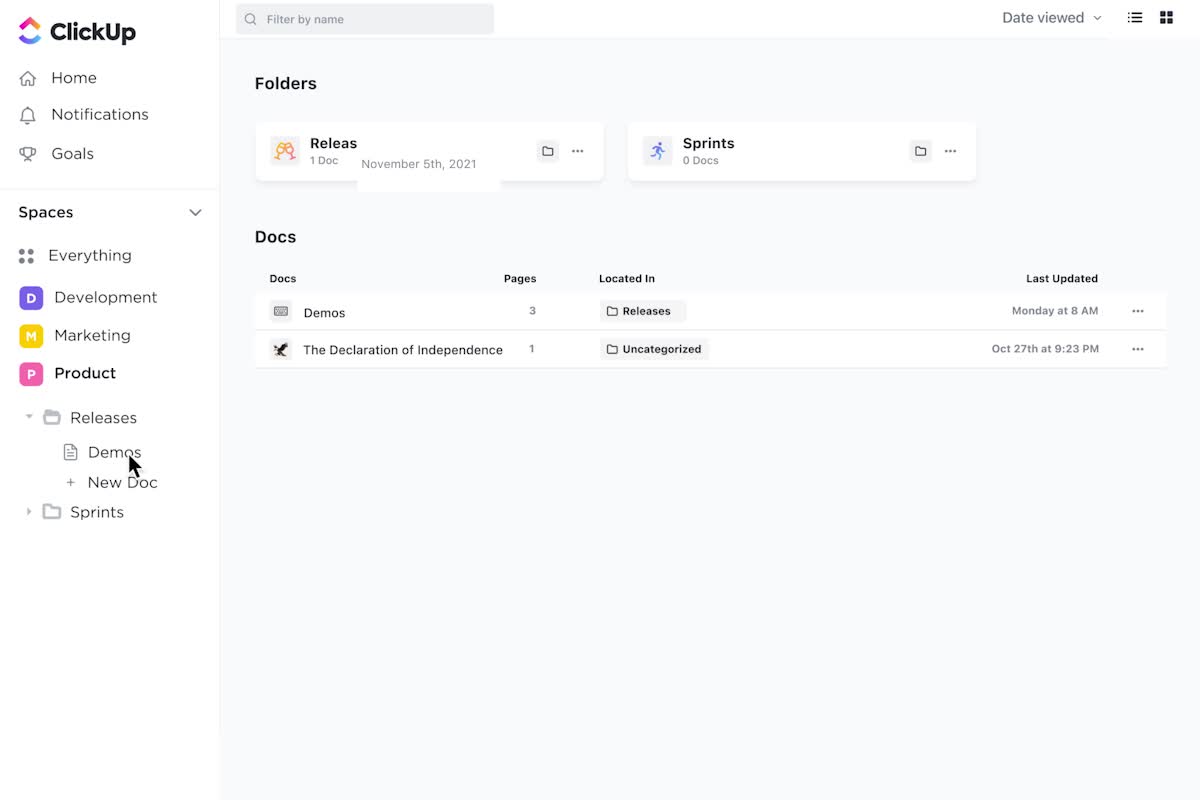 ClickUp
Home
Notifications
Goals
Spaces
Everything
D Development
M Marketing
P Product
Releases
Demos
+ New Doc
Sprints
Filter by name
Date viewed
Folders
Releas
1 Doc
November 5th, 2021
Sprints
0 Docs
Docs
Docs Pages Located In Last Updated
Demos 3 Releases Monday at 8 AM
The Declaration of Independence 1 Uncategorized Oct 27th at 9:23 PM